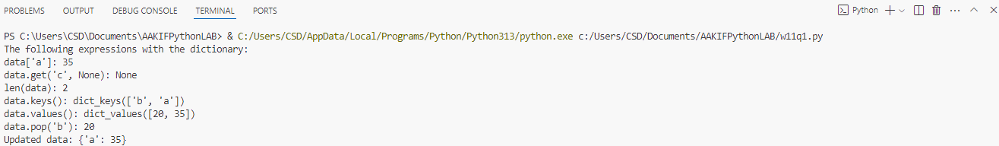 PROBLEMS OUTPUT DEBUG CONSOLE TERMINAL PORTS Python
PS C:\Users\CSD\Documents\AAKIFPythonLAB> & C:/Users/CSD/AppData/Local/Programs/Python/Python313/python.exe c:/Users/CSD/Documents/AAKIFPythonLAB/w11q1.py
The following expressions with the dictionary:
data['a']: 35
data.get('c', None): None
len(data): 2
data.keys(): dict_keys(['b', 'a'])
data.values(): dict_values([20, 35])
data.pop('b'): 20
Updated data: {'a': 35}